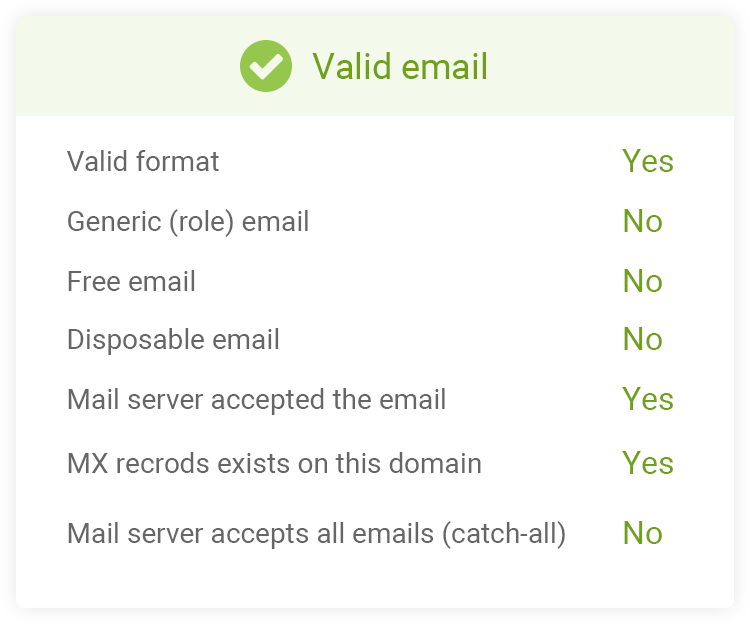 Valid email
Valid format Yes
Generic (role) email No
Free email No
Disposable email No
Mail server accepted the email Yes
MX recrods exists on this domain Yes
Mail server accepts all emails (catch-all) No